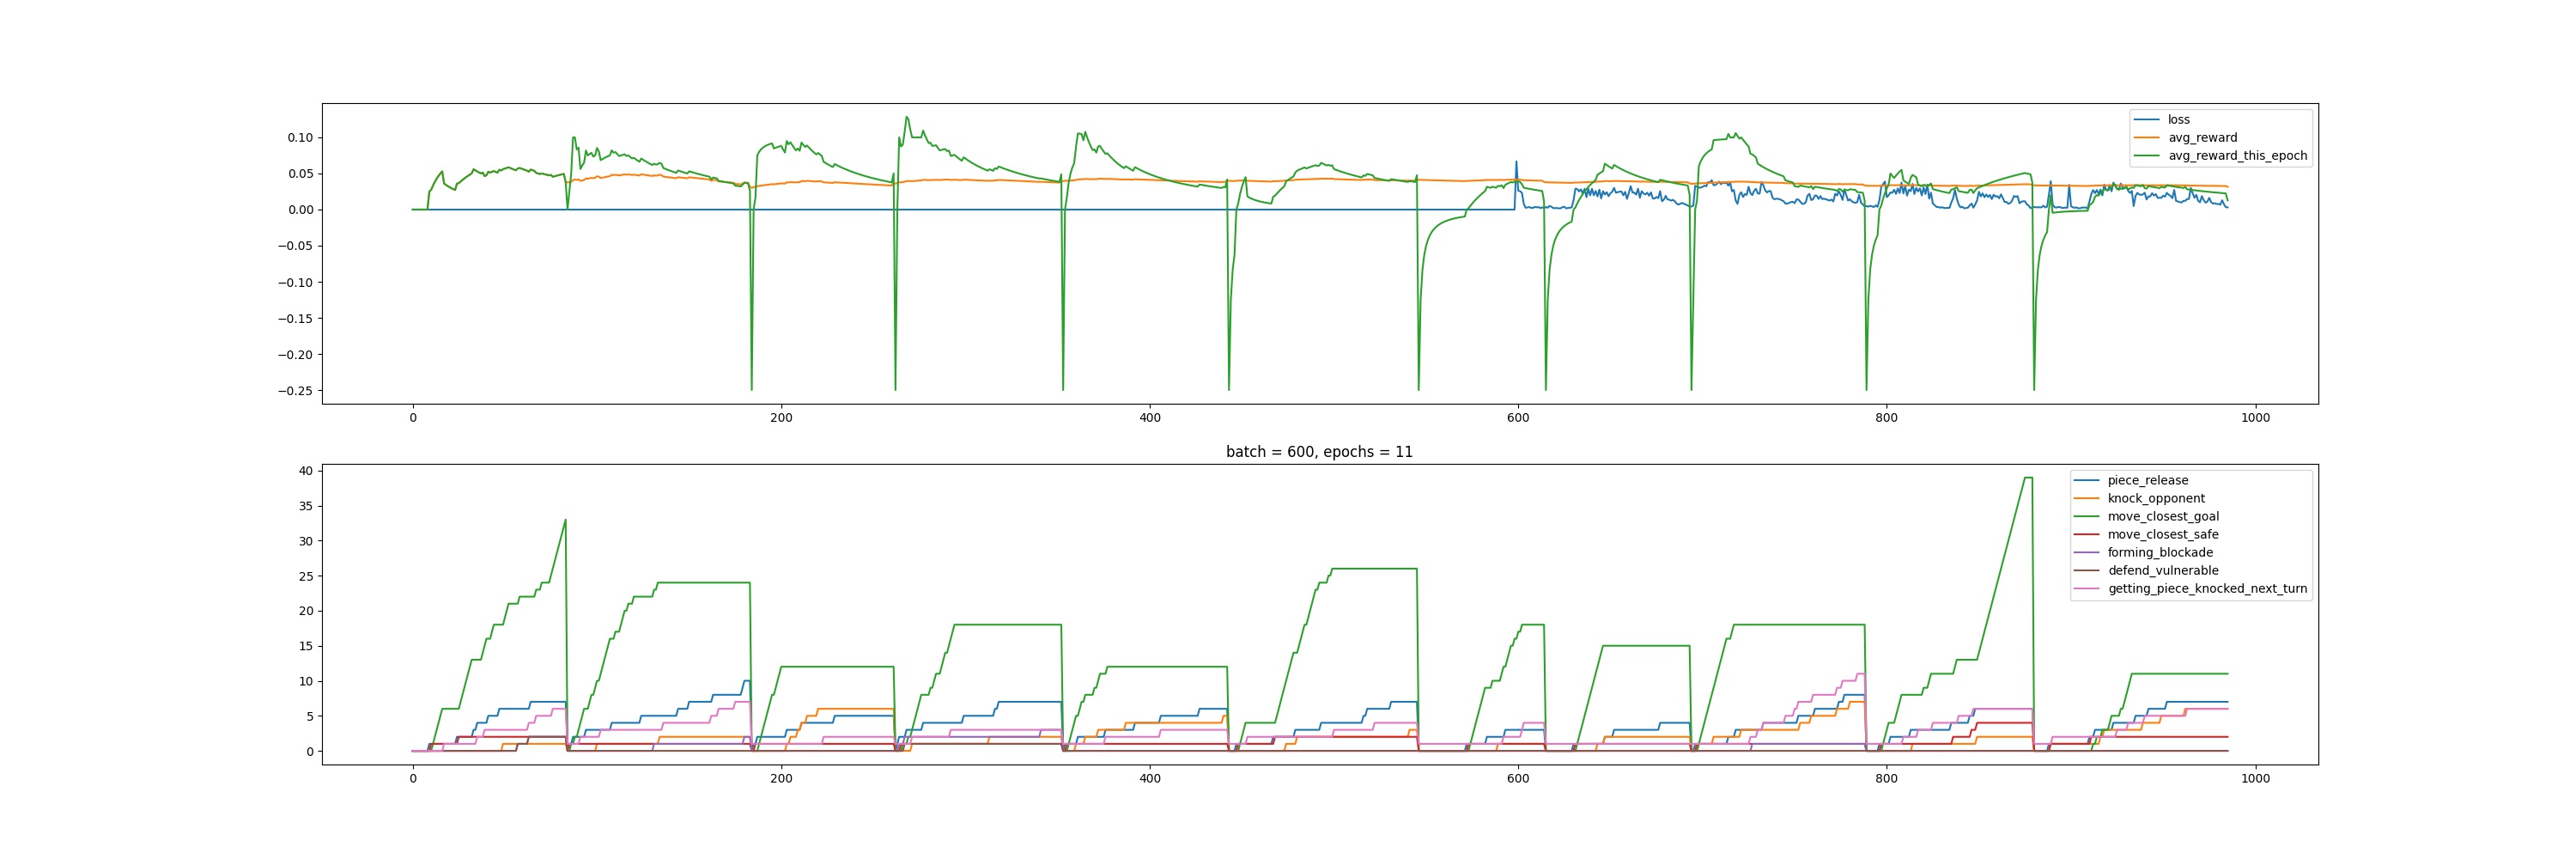 0.10
0.05
0.00
−0.05
−0.10
−0.15
−0.20
−0.25
loss
avg_reward
avg_reward_this_epoch
0 200 400 600 800 1000
batch = 600, epochs = 11
40
35
30
25
20
15
10
5
0
piece_release
knock_opponent
move_closest_goal
move_closest_safe
forming_blockade
defend_vulnerable
getting_piece_knocked_next_turn
0 200 400 600 800 1000